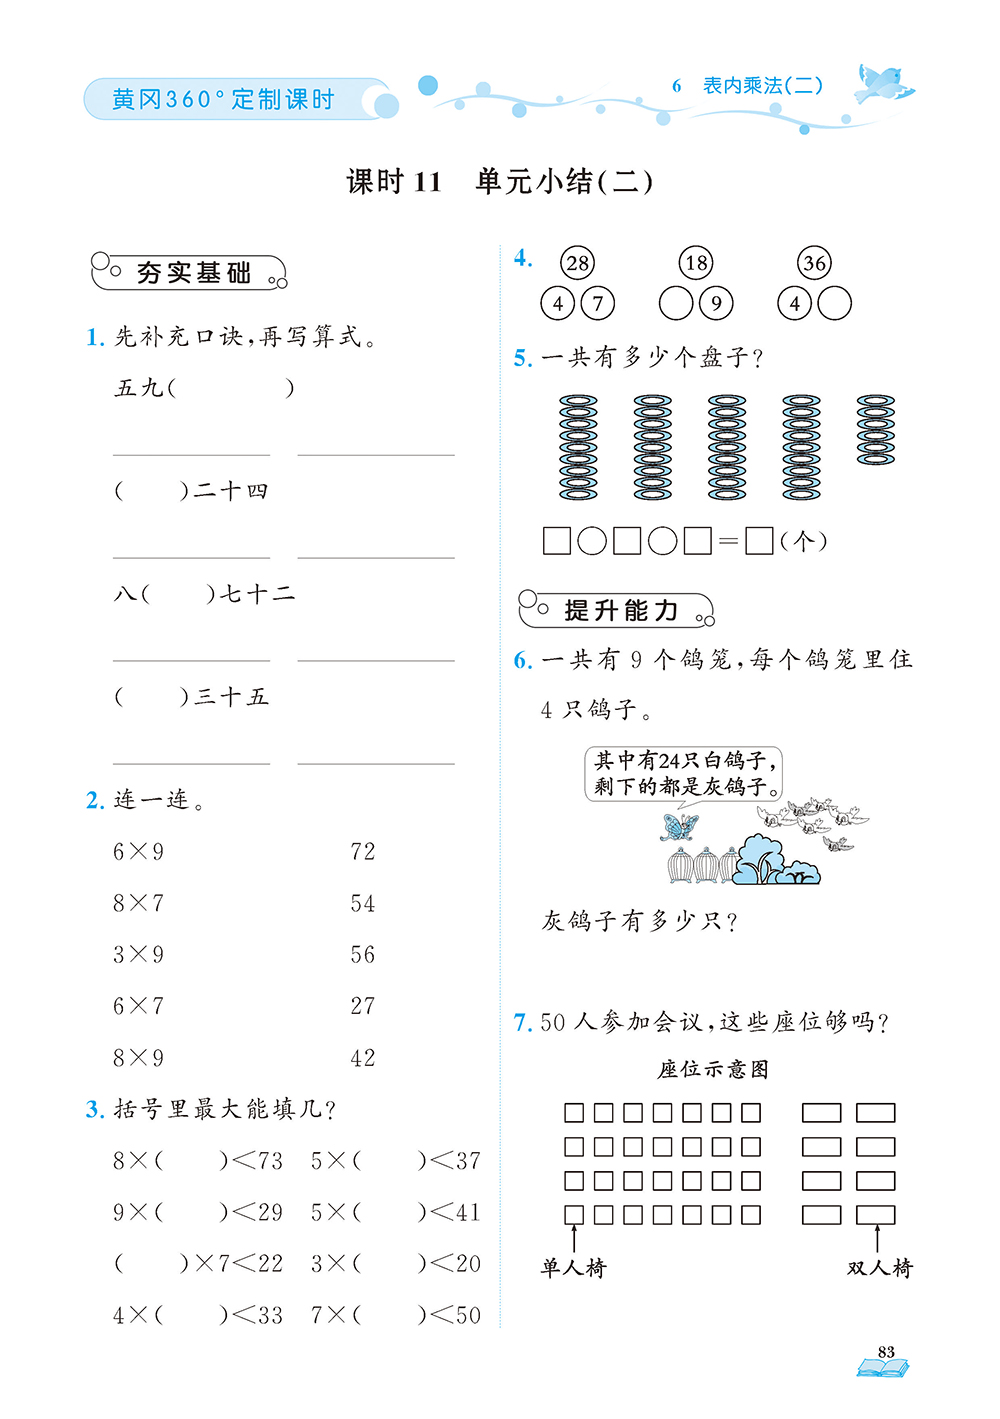 黄冈360°定制课时
6 表内乘法(二)
课时11 单元小结(二)
夯实基础
1. 先补充口诀,再写算式。
五九( )
( )二十四
八( )七十二
( )三十五
2. 连一连。
6×9 72
8×7 54
3×9 56
6×7 27
8×9 42
3. 括号里最大能填几?
8×( )<73 5×( )<37
9×( )<29 5×( )<41
( )×7<22 3×( )<20
4×( )<33 7×( )<50
4. 28 18 36
4 7 9 4
5. 一共有多少个盘子?
□○□○□=□(个)
提升能力
6. 一共有 9 个鸽笼,每个鸽笼里住
4 只鸽子。
其中有24只白鸽子,
剩下的都是灰鸽子。
灰鸽子有多少只?
7. 50 人参加会议,这些座位够吗?
座位示意图
单人椅 双人椅
83